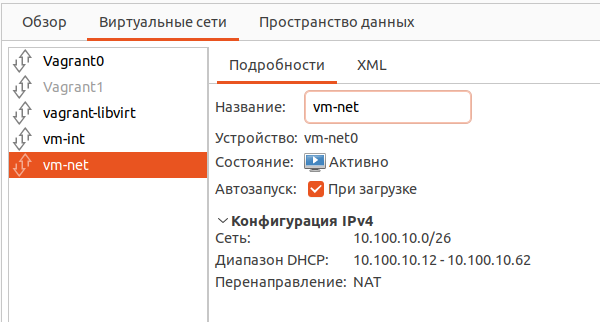 Обзор Виртуальные сети Пространство данных
Vagrant0
Vagrant1
vagrant-libvirt
vm-int
vm-net
Подробности XML
Название: vm-net
Устройство: vm-net0
Состояние: Активно
Автозапуск: При загрузке
Конфигурация IPv4
Сеть: 10.100.10.0/26
Диапазон DHCP: 10.100.10.12 - 10.100.10.62
Перенаправление: NAT